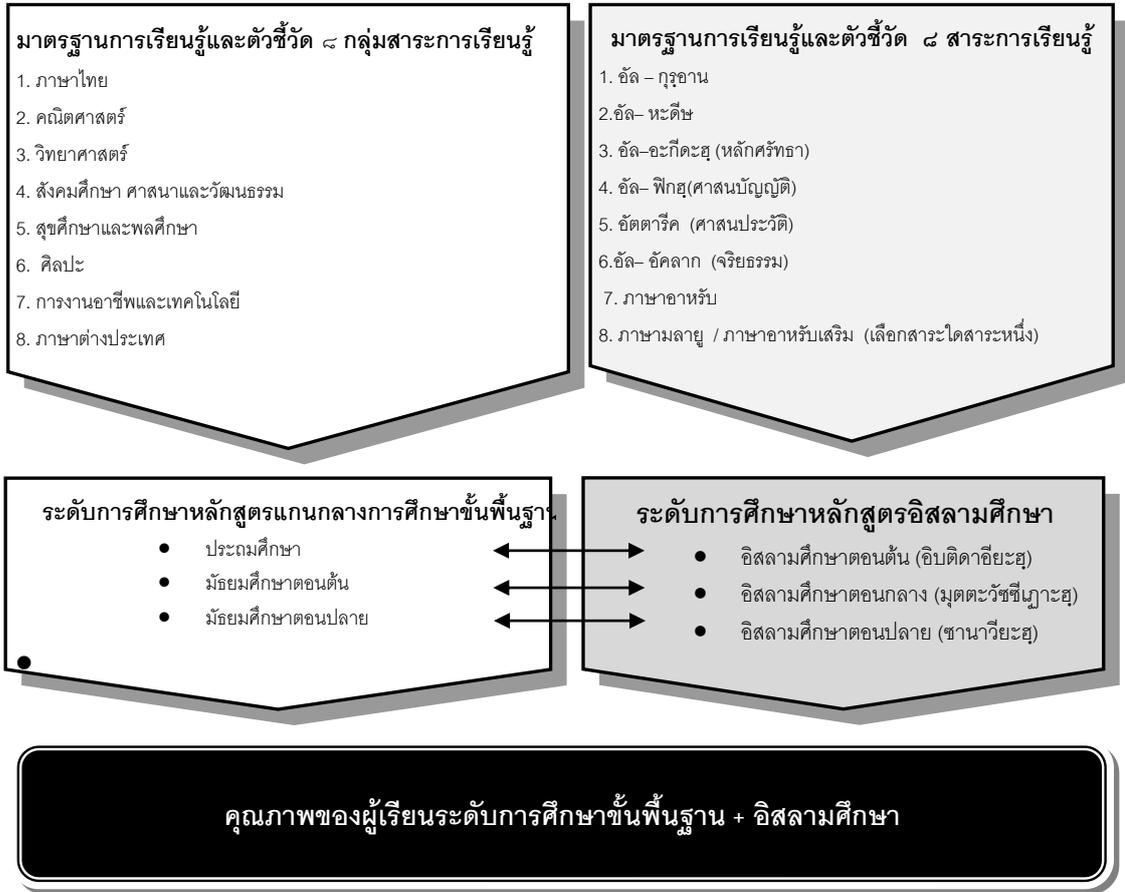 มาตรฐานการเรียนรู้และตัวชี้วัด ๘ กลุ่มสาระการเรียนรู้
1. ภาษาไทย
2. คณิตศาสตร์
3. วิทยาศาสตร์
4. สังคมศึกษา ศาสนาและวัฒนธรรม
5. สุขศึกษาและพลศึกษา
6. ศิลปะ
7. การงานอาชีพและเทคโนโลยี
8. ภาษาต่างประเทศ
มาตรฐานการเรียนรู้และตัวชี้วัด ๘ สาระการเรียนรู้
1. อัล – กุรฺอาน
2.อัล– หะดีษ
3. อัล–อะกีดะฮฺ (หลักศรัทธา)
4. อัล– ฟิกฮฺ(ศาสนบัญญัติ)
5. อัตตารีค (ศาสนประวัติ)
6.อัล– อัคลาก (จริยธรรม)
7. ภาษาอาหรับ
8. ภาษามลายู / ภาษาอาหรับเสริม (เลือกสาระใดสาระหนึ่ง)
ระดับการศึกษาหลักสูตรแกนกลางการศึกษาขั้นพื้นฐาน
• ประถมศึกษา
• มัธยมศึกษาตอนต้น
• มัธยมศึกษาตอนปลาย
•
ระดับการศึกษาหลักสูตรอิสลามศึกษา
• อิสลามศึกษาตอนต้น (อิบติดาอียะฮฺ)
• อิสลามศึกษาตอนกลาง (มุตตะวัซซีเฏาะฮฺ)
• อิสลามศึกษาตอนปลาย (ซานาวียะฮฺ)
คุณภาพของผู้เรียนระดับการศึกษาขั้นพื้นฐาน + อิสลามศึกษา